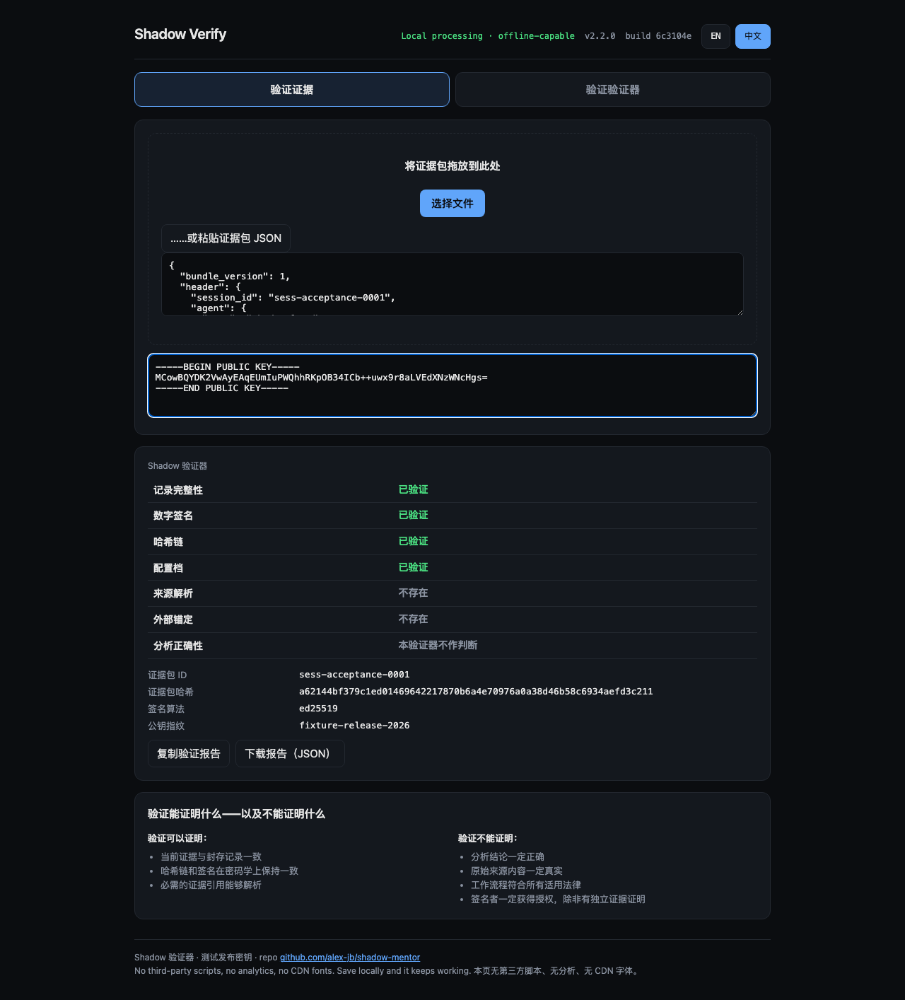 Shadow Verify
Local processing · offline-capable v2.2.0 build 6c3104e EN 中文
验证证据 验证验证器
将证据包拖放到此处
选择文件
……或粘贴证据包 JSON
{
"bundle_version": 1,
"header": {
"session_id": "sess-acceptance-0001",
"agent": {
-----BEGIN PUBLIC KEY-----
MCowBQYDK2VwAyEAqEUmIuPWQhhRKpOB34ICb++uwx9r8aLVEdXNzWNcHgs=
-----END PUBLIC KEY-----
Shadow 验证器
记录完整性 已验证
数字签名 已验证
哈希链 已验证
配置档 已验证
来源解析 不存在
外部锚定 不存在
分析正确性 本验证器不作判断
证据包 ID sess-acceptance-0001
证据包哈希 a62144bf379c1ed01469642217870b6a4e70976a0a38d46b58c6934aefd3c211
签名算法 ed25519
公钥指纹 fixture-release-2026
复制验证报告 下载报告（JSON）
验证能证明什么——以及不能证明什么
验证可以证明：
• 当前证据与封存记录一致
• 哈希链和签名在密码学上保持一致
• 必需的证据引用能够解析
验证不能证明：
• 分析结论一定正确
• 原始来源内容一定真实
• 工作流程符合所有适用法律
• 签名者一定获得授权，除非有独立证据证明
Shadow 验证器 · 测试发布密钥 · repo github.com/alex-jb/shadow-mentor
No third-party scripts, no analytics, no CDN fonts. Save locally and it keeps working. 本页无第三方脚本、无分析、无 CDN 字体。